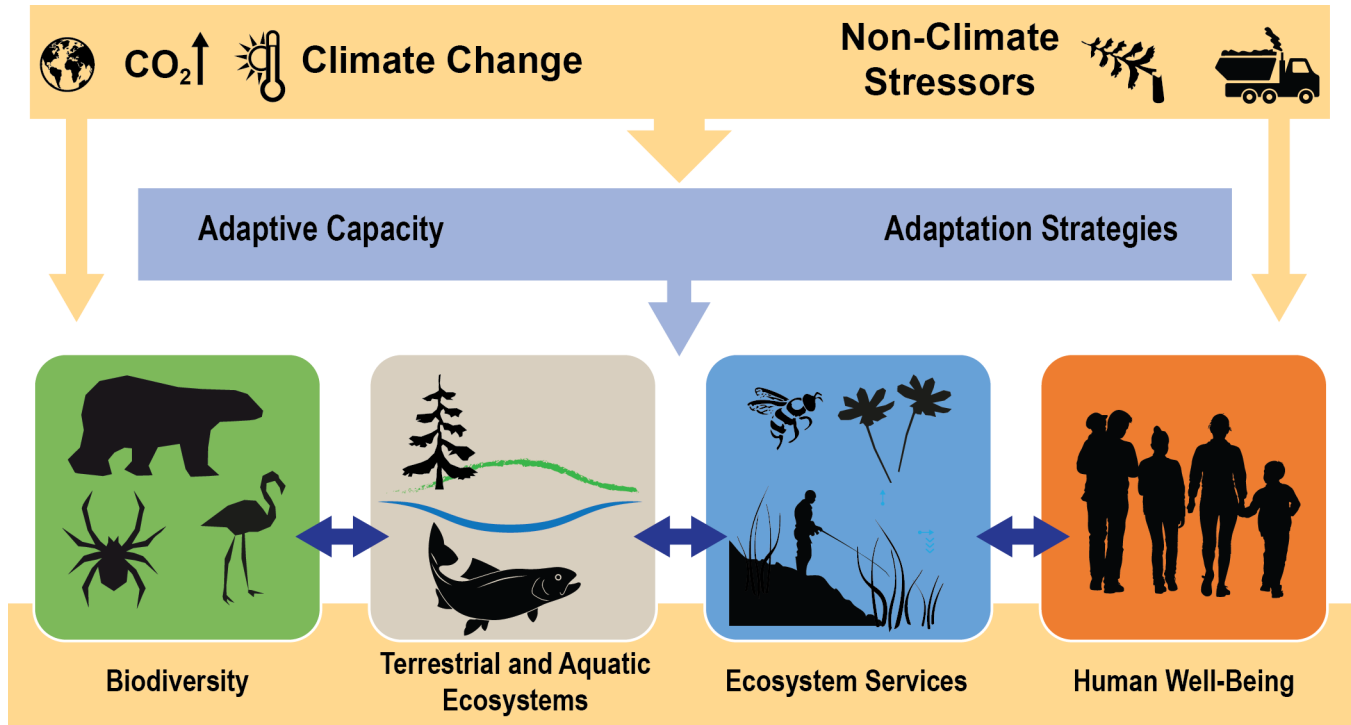 CO₂
Climate Change
Non-Climate
Stressors
Adaptive Capacity
Adaptation Strategies
Biodiversity
Terrestrial and Aquatic
Ecosystems
Ecosystem Services
Human Well-Being